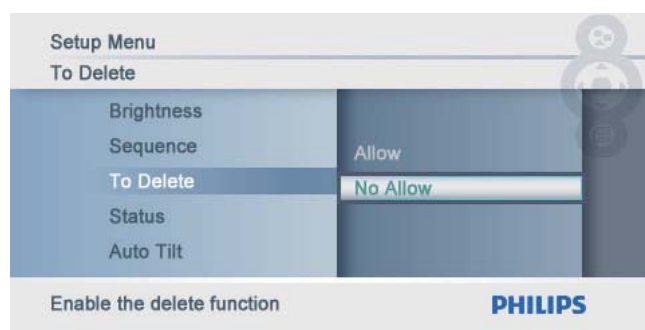 Setup Menu
To Delete
Brightness
Sequence
To Delete
Status
Auto Tilt
Allow
No Allow
Enable the delete function
PHILIPS